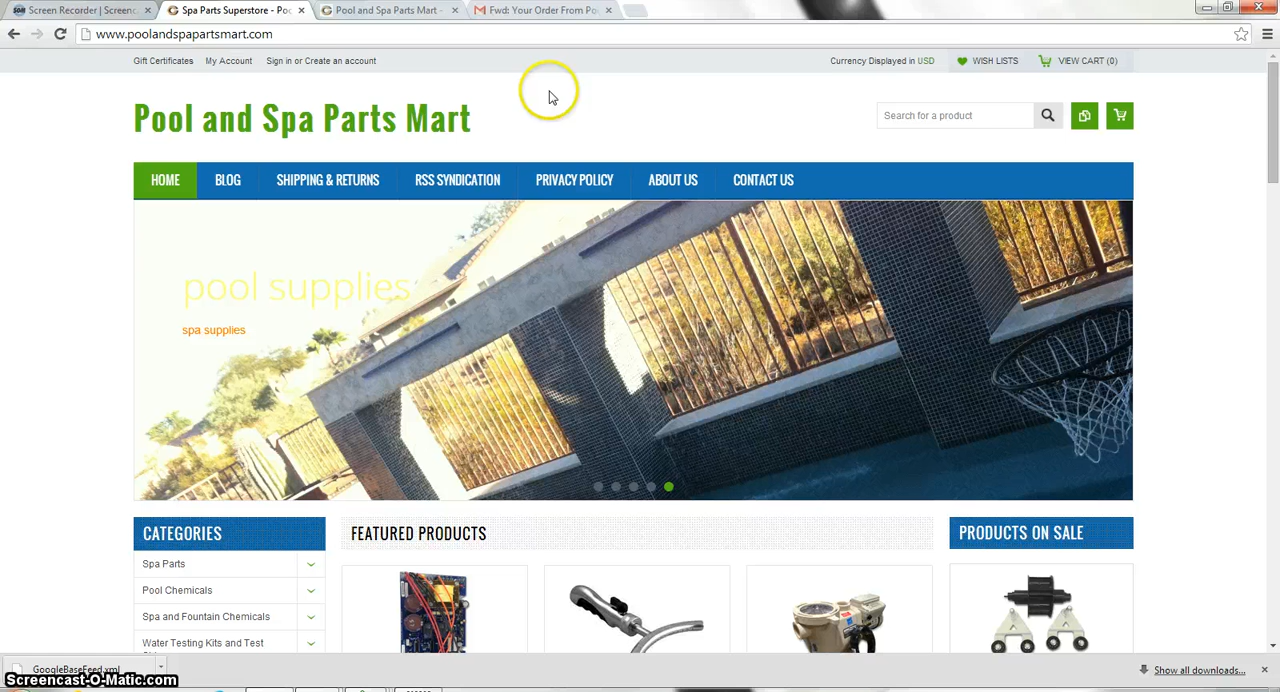 Screen Recorder | Screenc
Spa Parts Superstore - Poo
Pool and Spa Parts Mart -
Fwd: Your Order From Po
www.poolandspapartsmart.com
Gift Certificates
My Account
Sign in or Create an account
Currency Displayed in USD
WISH LISTS
VIEW CART (0)
Pool and Spa Parts Mart
Search for a product
HOME
BLOG
SHIPPING & RETURNS
RSS SYNDICATION
PRIVACY POLICY
ABOUT US
CONTACT US
pool supplies
spa supplies
CATEGORIES
FEATURED PRODUCTS
PRODUCTS ON SALE
Spa Parts
Pool Chemicals
Spa and Fountain Chemicals
Water Testing Kits and Test
GoogleBaseFeed.xml
Show all downloads...
Screencast-O-Matic.com